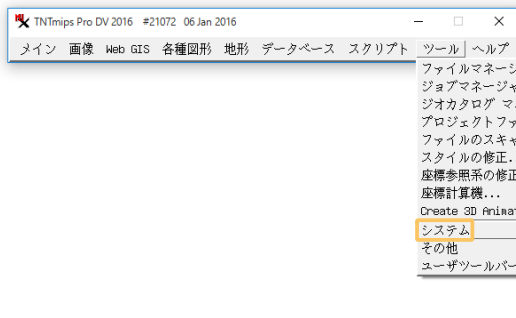 TNTmips Pro DV 2016 #21072 06 Jan 2016
メイン 画像 Web GIS 各種図形 地形 データベース スクリプト ツール ヘルプ
ファイルマネージ
ジョブマネージャ
ジオカタログ マ
プロジェクトファ
ファイルのスキャ
スタイルの修正..
座標参照系の修正
座標計算機...
Create 3D Animat
システム
その他
ユーザツールバー